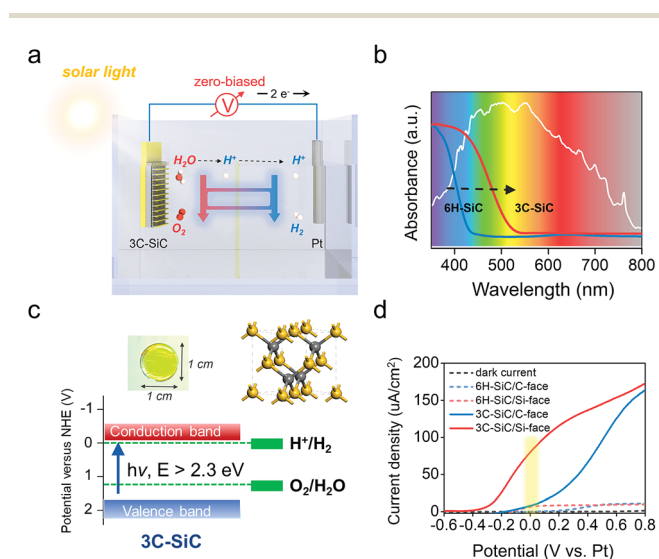 a
solar light
zero-biased
V
2 e⁻
H₂O
H⁺
H⁺
O₂
H₂
3C-SiC
Pt
b
Absorbance (a.u.)
6H-SiC
3C-SiC
400 500 600 700 800
Wavelength (nm)
c
1 cm
1 cm
Potential versus NHE (V)
-1
0
1
2
Conduction band
H⁺/H₂
hν, E > 2.3 eV
O₂/H₂O
Valence band
3C-SiC
d
Current density (uA/cm²)
200
150
100
50
0
dark current
6H-SiC/C-face
6H-SiC/Si-face
3C-SiC/C-face
3C-SiC/Si-face
-0.6 -0.4 -0.2 0.0 0.2 0.4 0.6 0.8
Potential (V vs. Pt)